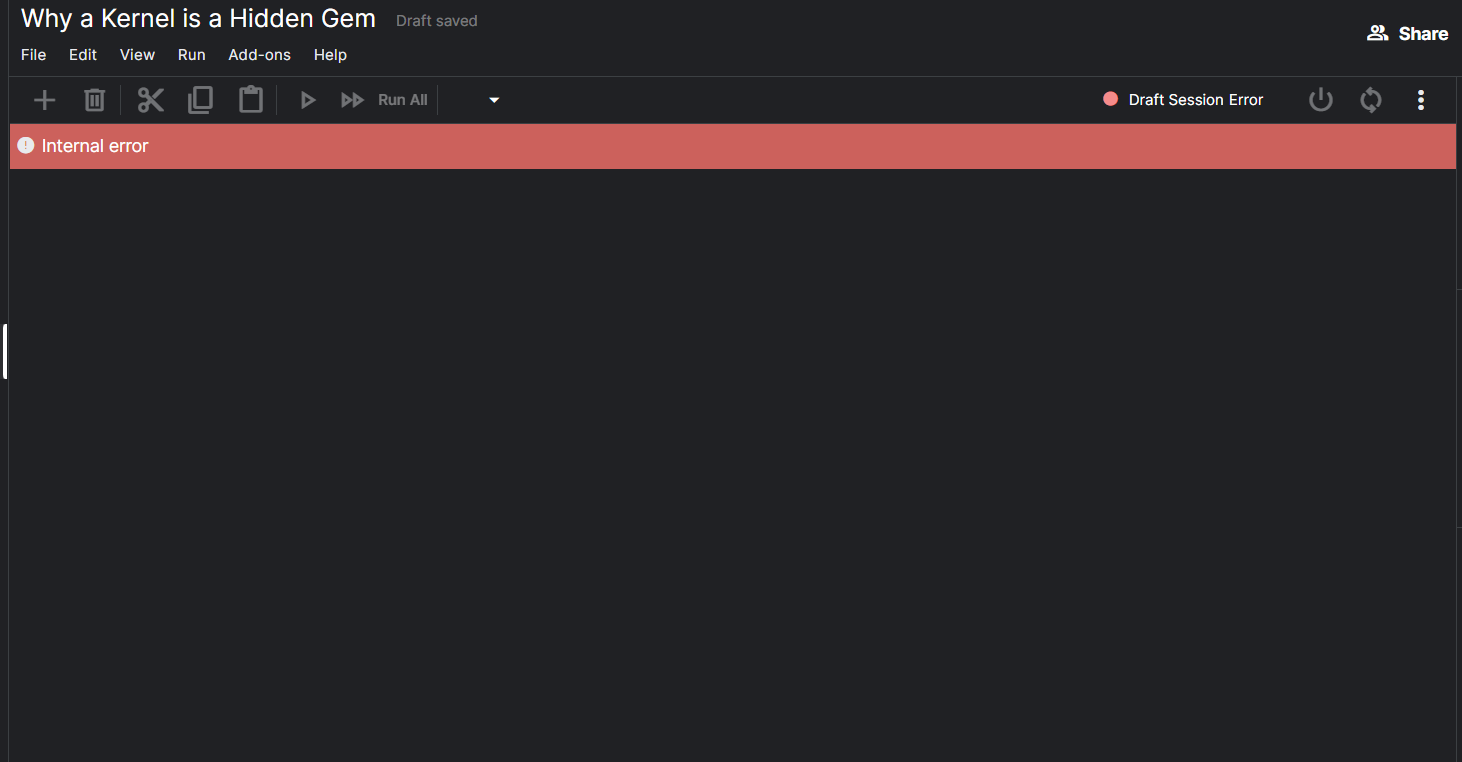 Why a Kernel is a Hidden Gem Draft saved
Share
File Edit View Run Add-ons Help
Run All Draft Session Error
! Internal error